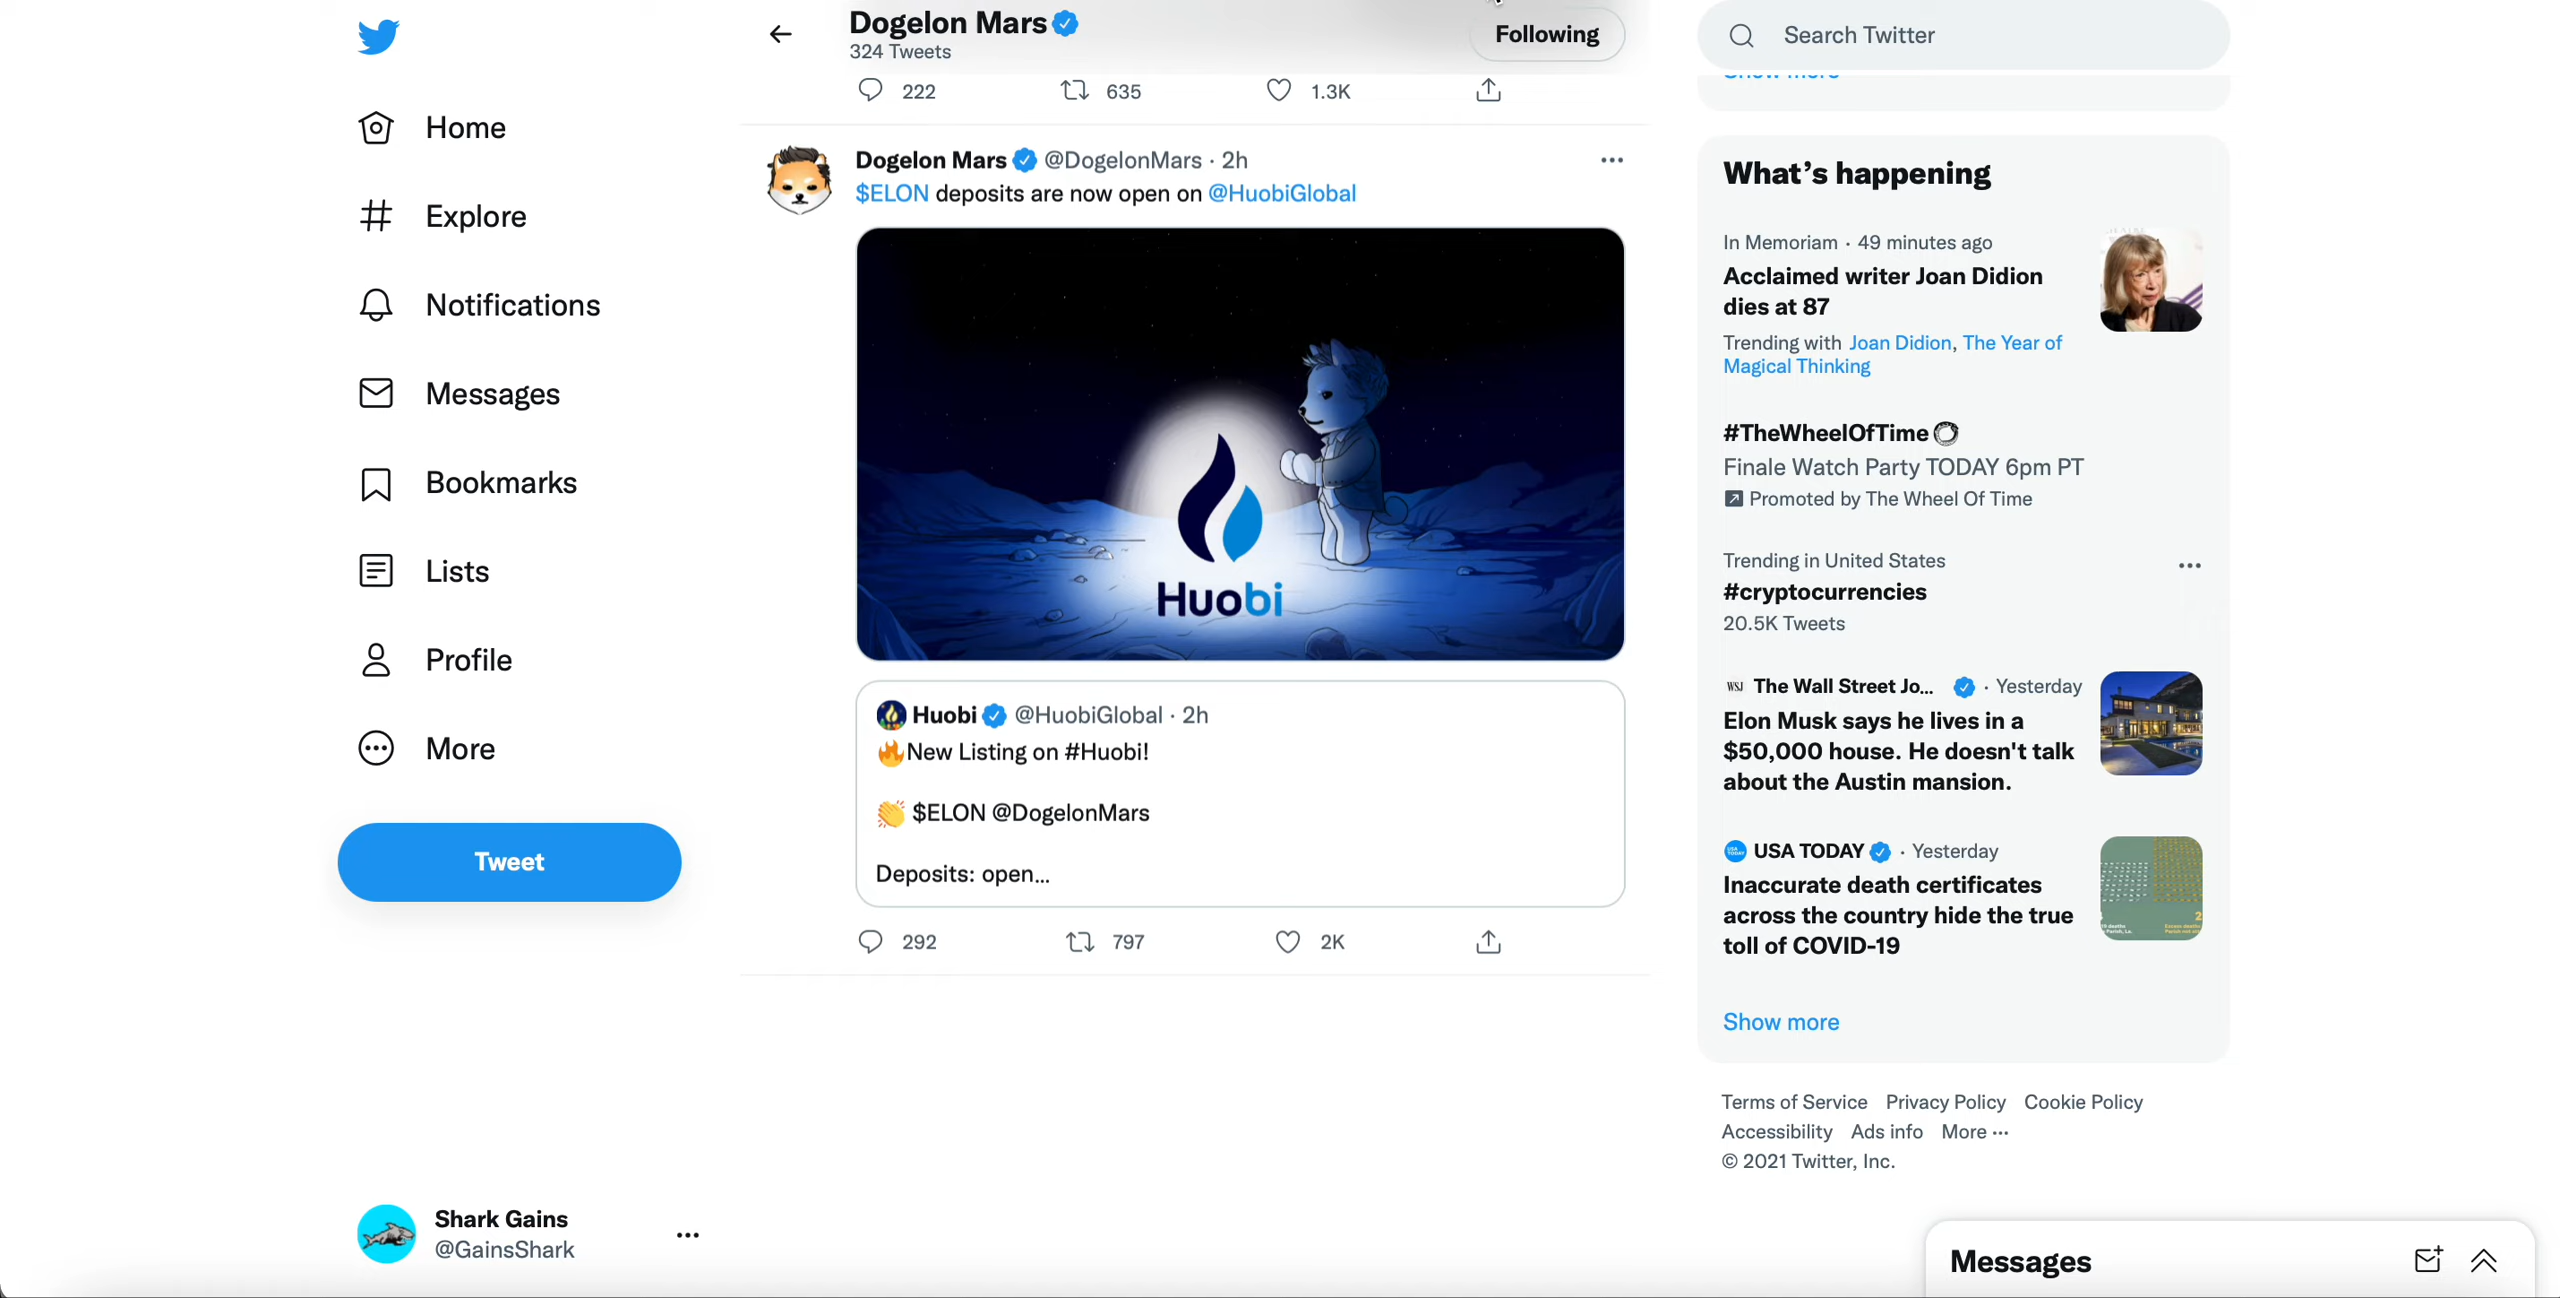 Home
Explore
Notifications
Messages
Bookmarks
Lists
Profile
More
Tweet
Shark Gains
@GainsShark
Dogelon Mars
324 Tweets
Following
222 635 1.3K
Dogelon Mars @DogelonMars · 2h
$ELON deposits are now open on @HuobiGlobal
Huobi
Huobi @HuobiGlobal · 2h
🔥New Listing on #Huobi!
👏 $ELON @DogelonMars
Deposits: open...
292 797 2K
Search Twitter
Show more
What's happening
In Memoriam · 49 minutes ago
Acclaimed writer Joan Didion
dies at 87
Trending with Joan Didion, The Year of
Magical Thinking
#TheWheelOfTime
Finale Watch Party TODAY 6pm PT
Promoted by The Wheel Of Time
Trending in United States
#cryptocurrencies
20.5K Tweets
WSJ The Wall Street Jo... · Yesterday
Elon Musk says he lives in a
$50,000 house. He doesn't talk
about the Austin mansion.
USA TODAY · Yesterday
Inaccurate death certificates
across the country hide the true
toll of COVID-19
Show more
Terms of Service Privacy Policy Cookie Policy
Accessibility Ads info More ···
© 2021 Twitter, Inc.
Messages